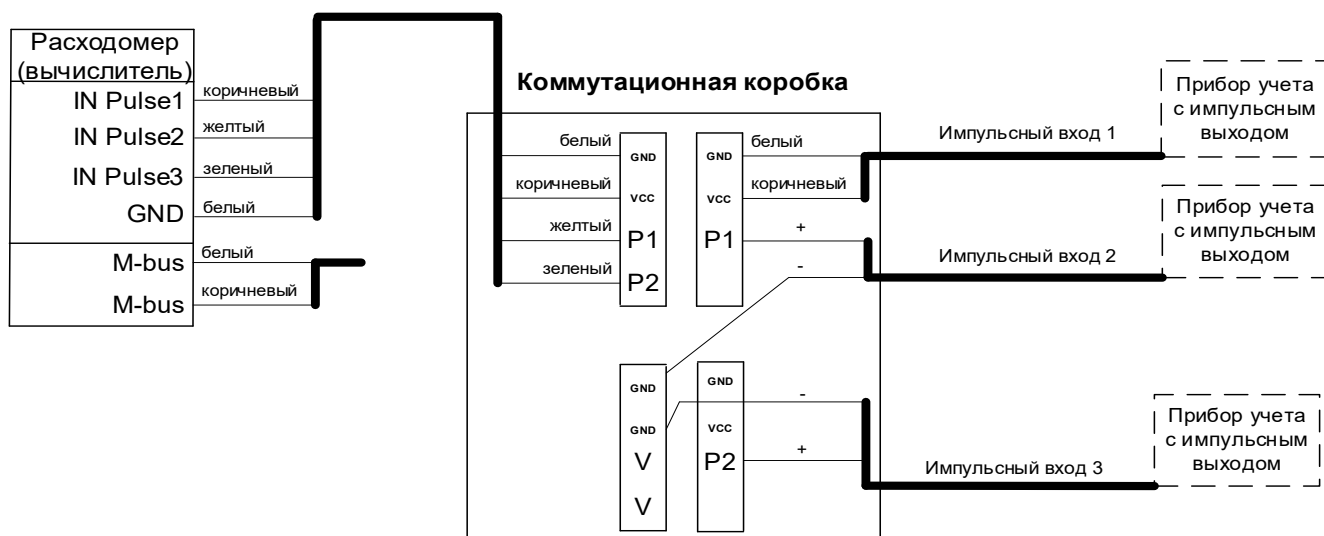 Расходомер
(вычислитель)
IN Pulse1
коричневый
IN Pulse2
желтый
IN Pulse3
зеленый
GND
белый
M-bus
белый
M-bus
коричневый
Коммутационная коробка
белый
GND
коричневый
VCC
желтый
P1
зеленый
P2
GND
белый
VCC
коричневый
P1
+
-
GND
GND
V
V
GND
-
VCC
P2
+
Импульсный вход 1
Прибор учета
с импульсным
выходом
Импульсный вход 2
Прибор учета
с импульсным
выходом
Импульсный вход 3
Прибор учета
с импульсным
выходом